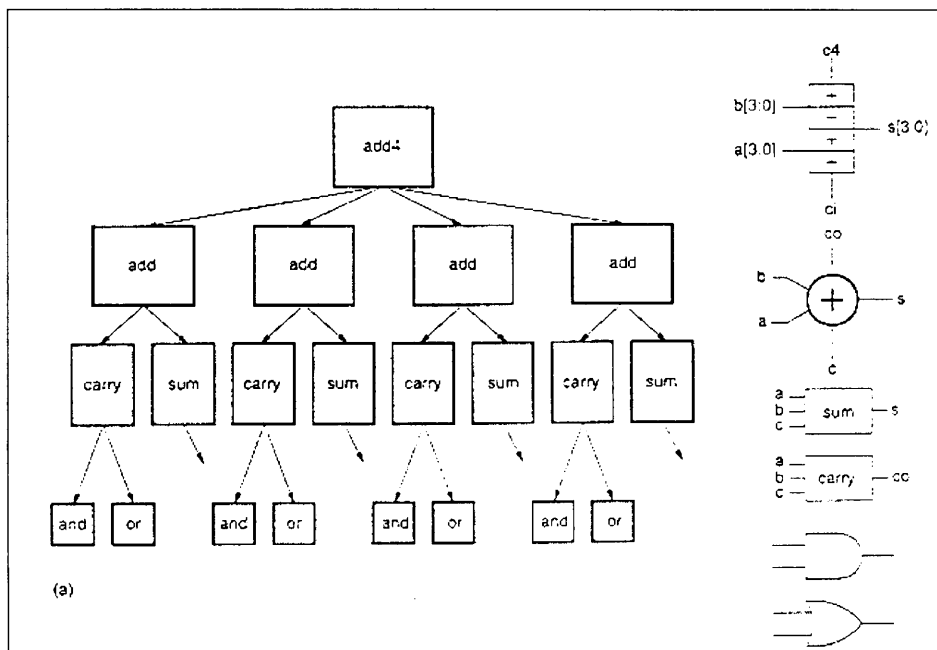 add4
add add add add
carry sum carry sum carry sum carry sum
and or and or and or and or
(a)
c4
b[3:0]
s[3:0)
a[3.0]
ci
co
b
s
a
c
a
b
c
sum
s
a
b
c
carry
co